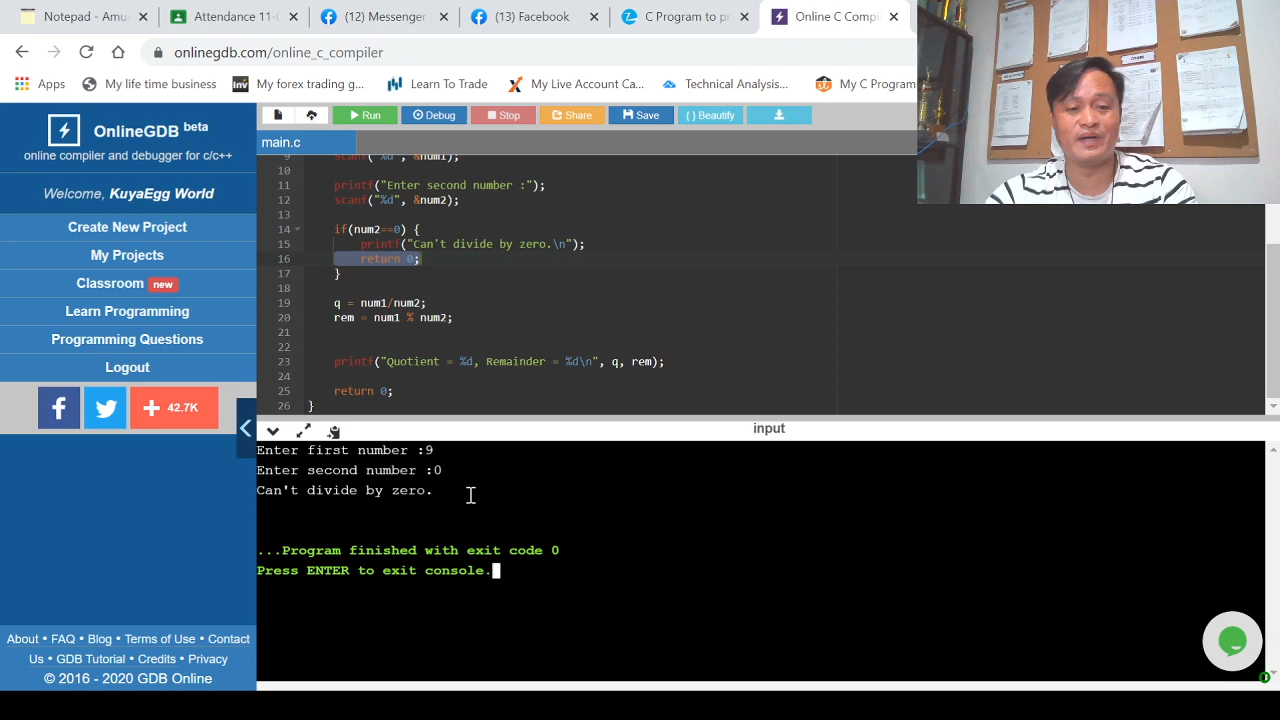 Notepad - Amu
Attendance 11-
(12) Messenger
(13) Facebook
C Program to pr
Online C Compil
onlinegdb.com/online_c_compiler
Apps
My life time business
My forex trading g...
Learn To Trade
My Live Account Ca...
Technical Analysis...
My C Program
OnlineGDB beta
online compiler and debugger for c/c++
Welcome, KuyaEgg World
Create New Project
My Projects
Classroom new
Learn Programming
Programming Questions
Logout
+ 42.7K
About • FAQ • Blog • Terms of Use • Contact
Us • GDB Tutorial • Credits • Privacy
© 2016 - 2020 GDB Online
Run
Debug
Stop
Share
Save
{ } Beautify
main.c
9 scanf("%d", &num1);
10
11 printf("Enter second number :");
12 scanf("%d", &num2);
13
14 if(num2==0) {
15 printf("Can't divide by zero.\n");
16 return 0;
17 }
18
19 q = num1/num2;
20 rem = num1 % num2;
21
22
23 printf("Quotient = %d, Remainder = %d\n", q, rem);
24
25 return 0;
26 }
input
Enter first number :9
Enter second number :0
Can't divide by zero.
...Program finished with exit code 0
Press ENTER to exit console.